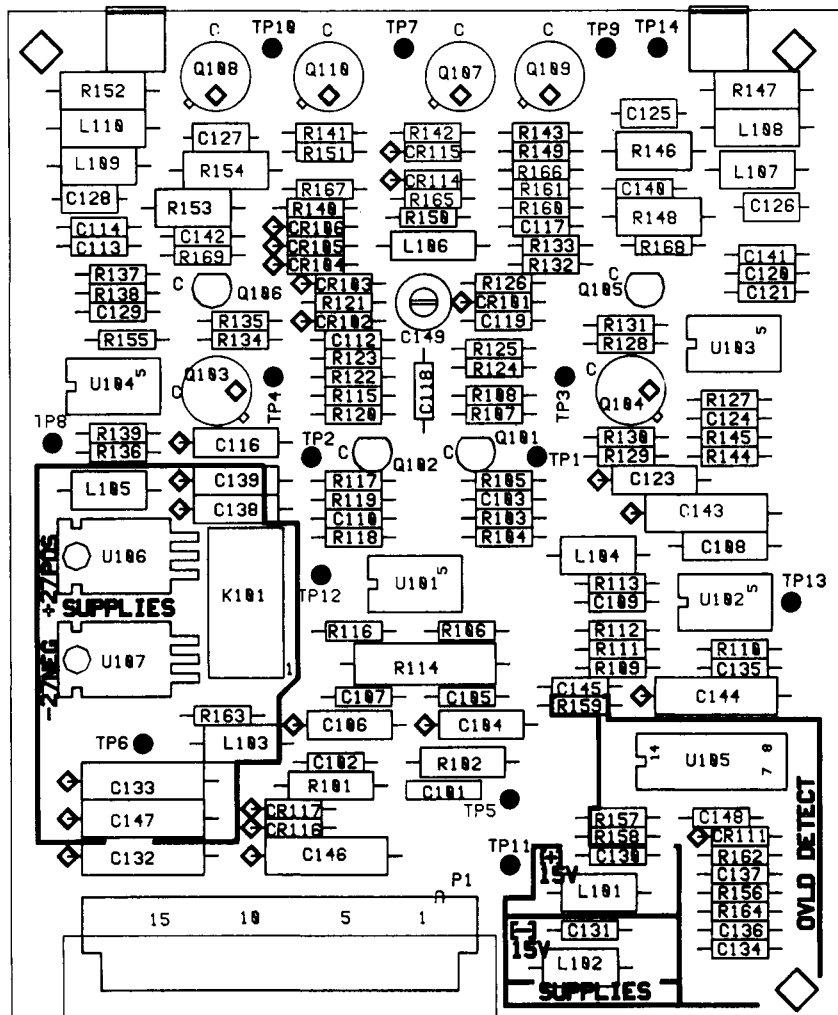 C TP10 C TP7 C C TP9 TP14
Q108 Q110 Q107 Q109
R152 R147
L110 C127 R141 R142 R143 C125 L108
R151 CR115 R149 R146
L109 R154 CR114 R166 L107
C128 R167 R165 R161 C140 C126
R153 R140 R150 R160 R148
C114 CR106 C117
C113 C142 CR105 L106 R133 R168
R169 CR104 R132 C141
R137 C CR103 R126 C C120
R138 Q106 R121 CR101 Q105 C121
C129 R135 CR102 C149 C119 R131
R155 R134 C112 R125 R128 U103 5
U104 5 C Q103 R123 R124 C
R122 C118 Q104
TP4 R115 R108 TP3 R127
TP8 R120 R107 C124
R139 C116 TP2 C Q102 C Q101 TP1 R130 R145
R136 R129 R144
L105 C139 R117 R105 C123
C138 R119 C103 C143
C110 R103
U106 R118 R104 C108
+27POS K101 U101 5 L104
SUPPLIES TP12 R113 U102 5 TP13
C109
-27NEG U107 R116 R106 R112 R110
1 R114 R111 C135
R109
C107 C105 C145 C144
R163 C106 C104 R159
TP6 L103 14 U105 8
C102 R102 7
C133 R101 C101
C147 CR117 TP5 R157 C148
CR116 R158 CR111
C132 C146 TP11 C130 R162
+
15V L101 C137
P1 R156
15 10 5 1 R164
C131 C136
-
15V L102 C134
SUPPLIES
OVLD DETECT